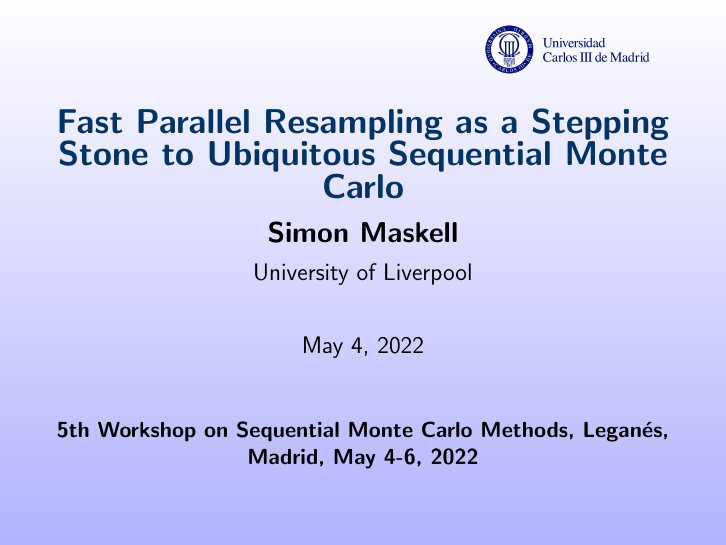 Universidad
Carlos III de Madrid
Fast Parallel Resampling as a Stepping
Stone to Ubiquitous Sequential Monte
Carlo
Simon Maskell
University of Liverpool
May 4, 2022
5th Workshop on Sequential Monte Carlo Methods, Leganés,
Madrid, May 4-6, 2022